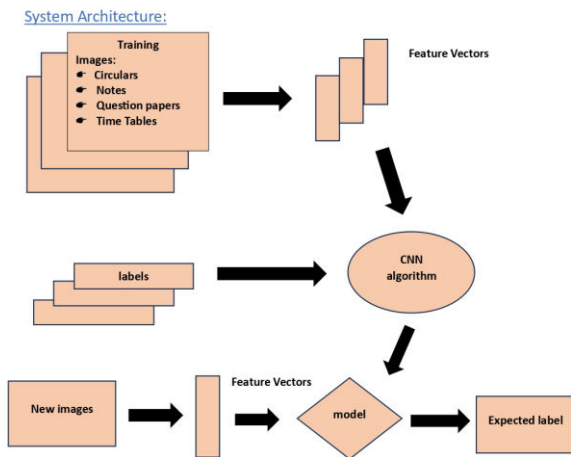 System Architecture:
Training
Images:
Circulars
Notes
Question papers
Time Tables
Feature Vectors
CNN
algorithm
labels
Feature Vectors
New images
model
Expected label